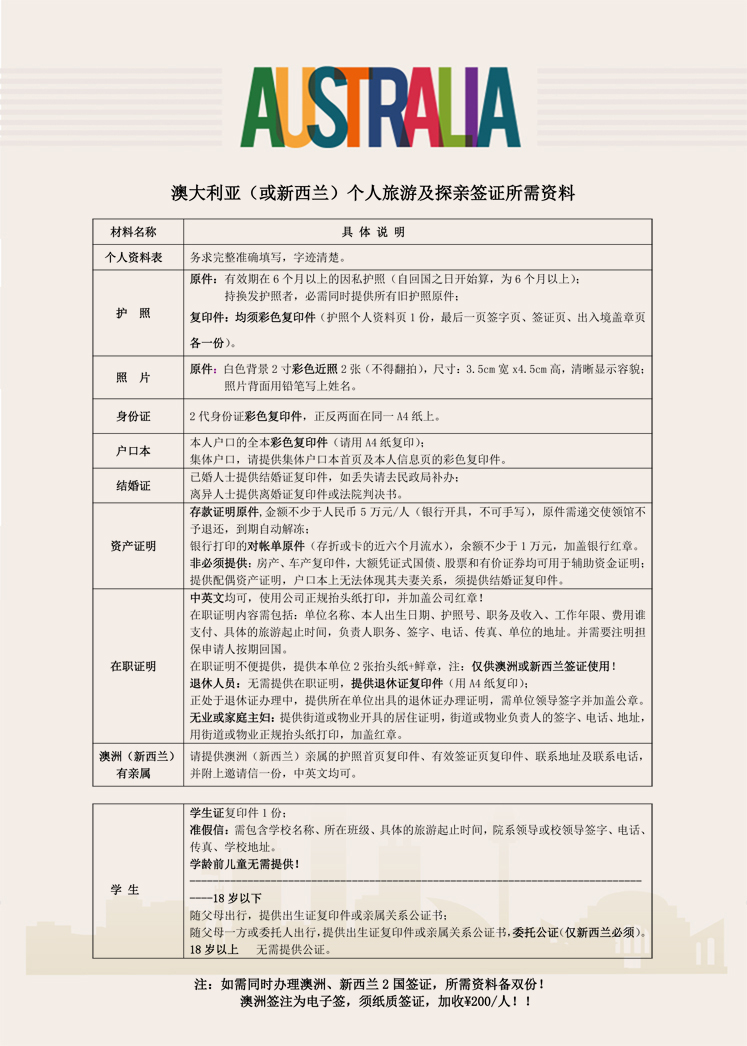 AUSTRALIA
澳大利亚（或新西兰）个人旅游及探亲签证所需资料
材料名称 具 体 说 明
个人资料表 务求完整准确填写，字迹清楚。
护 照
原件：有效期在 6 个月以上的因私护照（自回国之日开始算，为 6 个月以上）；
持换发护照者，必需同时提供所有旧护照原件；
复印件：均须彩色复印件（护照个人资料页 1 份，最后一页签字页、签证页、出入境盖章页
各一份）。
照 片
原件：白色背景 2 寸彩色近照 2 张（不得翻拍），尺寸：3.5cm 宽 x4.5cm 高，清晰显示容貌；
照片背面用铅笔写上姓名。
身份证 2 代身份证彩色复印件，正反两面在同一 A4 纸上。
户口本
本人户口的全本彩色复印件（请用 A4 纸复印）；
集体户口，请提供集体户口本首页及本人信息页的彩色复印件。
结婚证
已婚人士提供结婚证复印件，如丢失请去民政局补办；
离异人士提供离婚证复印件或法院判决书。
资产证明
存款证明原件,金额不少于人民币 5 万元/人（银行开具，不可手写），原件需递交使领馆不
予退还，到期自动解冻；
银行打印的对帐单原件（存折或卡的近六个月流水），余额不少于 1 万元，加盖银行红章。
非必须提供：房产、车产复印件，大额凭证式国债、股票和有价证券均可用于辅助资金证明；
提供配偶资产证明，户口本上无法体现其夫妻关系，须提供结婚证复印件。
在职证明
中英文均可，使用公司正规抬头纸打印，并加盖公司红章！
在职证明内容需包括：单位名称、本人出生日期、护照号、职务及收入、工作年限、费用谁
支付、具体的旅游起止时间，负责人职务、签字、电话、传真、单位的地址。并需要注明担
保申请人按期回国。
在职证明不便提供，提供本单位 2 张抬头纸+鲜章，注：仅供澳洲或新西兰签证使用！
退休人员：无需提供在职证明，提供退休证复印件（用 A4 纸复印）；
正处于退休证办理中，提供所在单位出具的退休证办理证明，需单位领导签字并加盖公章。
无业或家庭主妇：提供街道或物业开具的居住证明，街道或物业负责人的签字、电话、地址，
用街道或物业正规抬头纸打印，加盖红章。
澳洲（新西兰）
有亲属
请提供澳洲（新西兰）亲属的护照首页复印件、有效签证页复印件、联系地址及联系电话，
并附上邀请信一份，中英文均可。
学 生
学生证复印件 1 份；
准假信：需包含学校名称、所在班级、具体的旅游起止时间，院系领导或校领导签字、电话、
传真、学校地址。
学龄前儿童无需提供！
------------------------------------------------------------------------------
----18 岁以下
随父母出行，提供出生证复印件或亲属关系公证书；
随父母一方或委托人出行，提供出生证复印件或亲属关系公证书，委托公证（仅新西兰必须）。
18 岁以上 无需提供公证。
注：如需同时办理澳洲、新西兰 2 国签证，所需资料备双份！
澳洲签注为电子签，须纸质签证，加收¥200/人！！